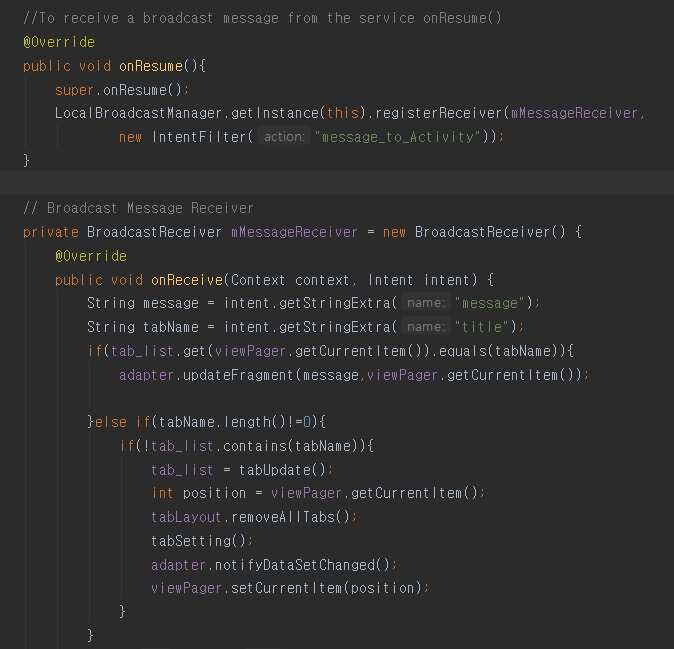 //To receive a broadcast message from the service onResume()
@Override
public void onResume(){
super.onResume();
LocalBroadcastManager.getInstance(this).registerReceiver(mMessageReceiver,
new IntentFilter( action: "message_to_Activity"));
}
// Broadcast Message Receiver
private BroadcastReceiver mMessageReceiver = new BroadcastReceiver() {
@Override
public void onReceive(Context context, Intent intent) {
String message = intent.getStringExtra( name: "message");
String tabName = intent.getStringExtra( name: "title");
if(tab_list.get(viewPager.getCurrentItem()).equals(tabName)){
adapter.updateFragment(message,viewPager.getCurrentItem());
}else if(tabName.length()!=0){
if(!tab_list.contains(tabName)){
tab_list = tabUpdate();
int position = viewPager.getCurrentItem();
tabLayout.removeAllTabs();
tabSetting();
adapter.notifyDataSetChanged();
viewPager.setCurrentItem(position);
}
}